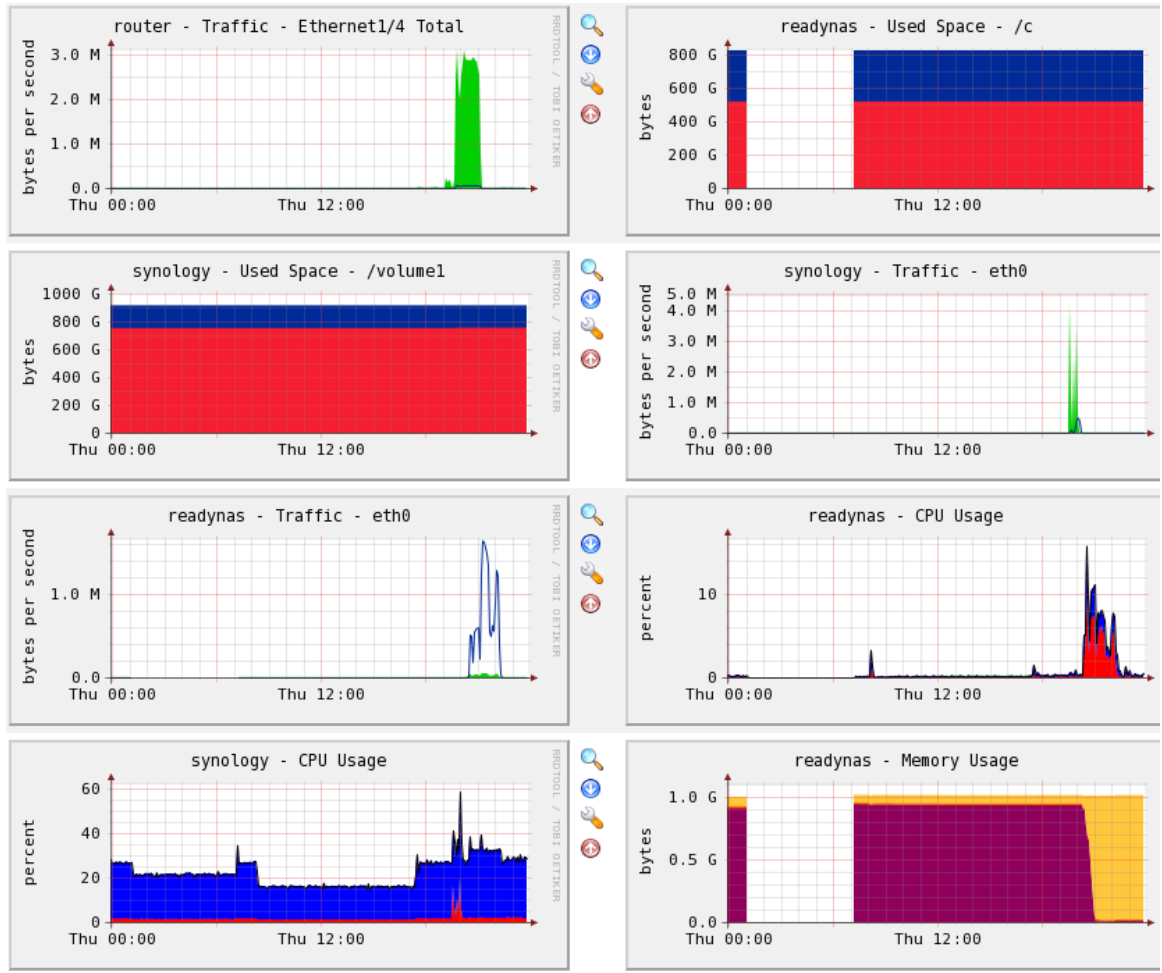 router - Traffic - Ethernet1/4 Total
bytes per second
3.0 M
2.0 M
1.0 M
0.0
Thu 00:00 Thu 12:00
RRDTOOL / TOBI OETIKER
readynas - Used Space - /c
bytes
800 G
600 G
400 G
200 G
0
Thu 00:00 Thu 12:00
synology - Used Space - /volume1
bytes
1000 G
800 G
600 G
400 G
200 G
0
Thu 00:00 Thu 12:00
RRDTOOL / TOBI OETIKER
synology - Traffic - eth0
bytes per second
5.0 M
4.0 M
3.0 M
2.0 M
1.0 M
0.0
Thu 00:00 Thu 12:00
readynas - Traffic - eth0
bytes per second
1.0 M
0.0
Thu 00:00 Thu 12:00
RRDTOOL / TOBI OETIKER
readynas - CPU Usage
percent
10
0
Thu 00:00 Thu 12:00
synology - CPU Usage
percent
60
40
20
0
Thu 00:00 Thu 12:00
RRDTOOL / TOBI OETIKER
readynas - Memory Usage
bytes
1.0 G
0.5 G
0.0
Thu 00:00 Thu 12:00